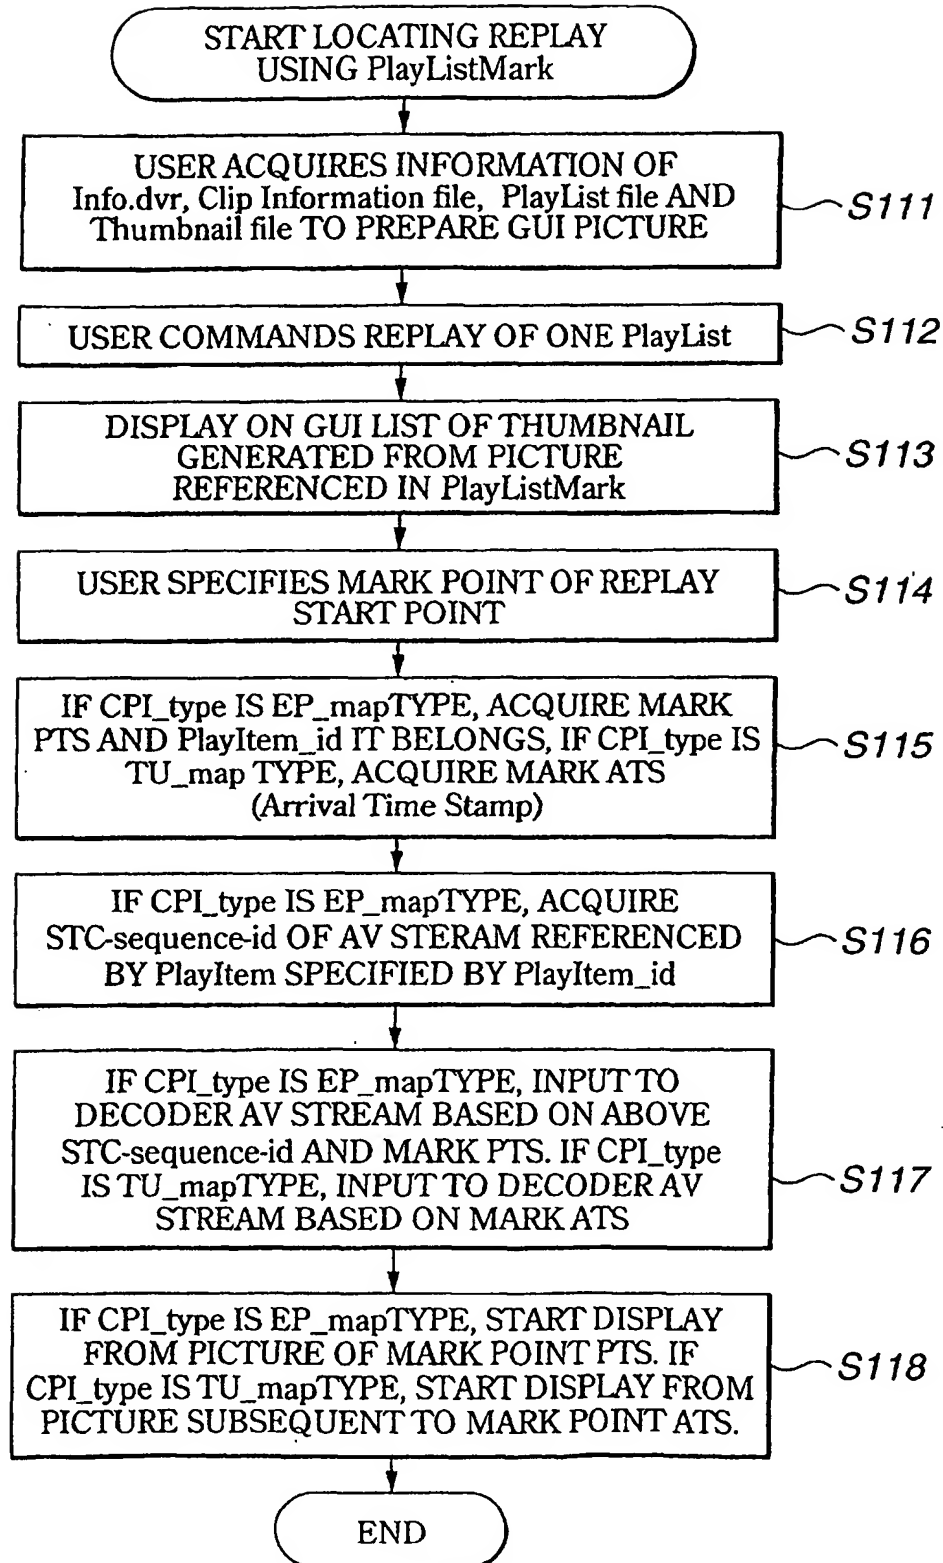 START LOCATING REPLAY
USING PlayListMark
USER ACQUIRES INFORMATION OF
Info.dvr, Clip Information file, PlayList file AND
Thumbnail file TO PREPARE GUI PICTURE
S111
USER COMMANDS REPLAY OF ONE PlayList
S112
DISPLAY ON GUI LIST OF THUMBNAIL
GENERATED FROM PICTURE
REFERENCED IN PlayListMark
S113
USER SPECIFIES MARK POINT OF REPLAY
START POINT
S114
IF CPI_type IS EP_mapTYPE, ACQUIRE MARK
PTS AND PlayItem_id IT BELONGS, IF CPI_type IS
TU_map TYPE, ACQUIRE MARK ATS
(Arrival Time Stamp)
S115
IF CPI_type IS EP_mapTYPE, ACQUIRE
STC-sequence-id OF AV STERAM REFERENCED
BY PlayItem SPECIFIED BY PlayItem_id
S116
IF CPI_type IS EP_mapTYPE, INPUT TO
DECODER AV STREAM BASED ON ABOVE
STC-sequence-id AND MARK PTS. IF CPI_type
IS TU_mapTYPE, INPUT TO DECODER AV
STREAM BASED ON MARK ATS
S117
IF CPI_type IS EP_mapTYPE, START DISPLAY
FROM PICTURE OF MARK POINT PTS. IF
CPI_type IS TU_mapTYPE, START DISPLAY FROM
PICTURE SUBSEQUENT TO MARK POINT ATS.
S118
END